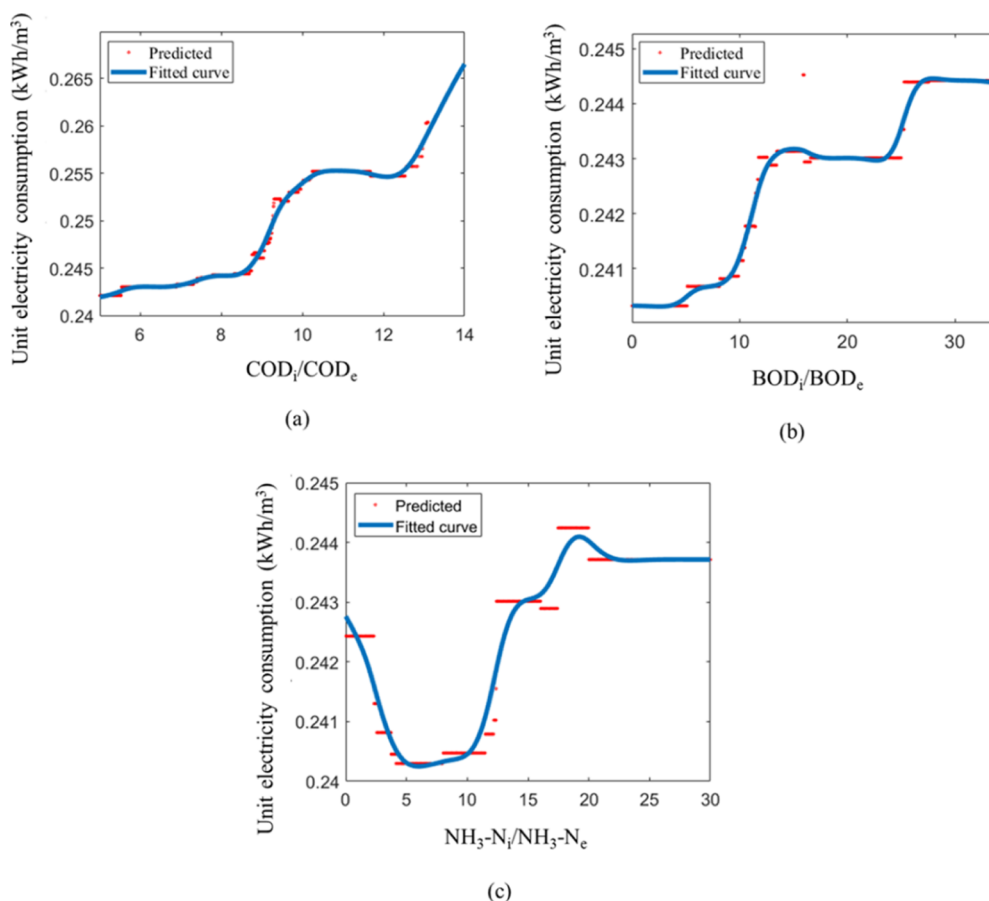 Unit electricity consumption (kWh/m³)
Predicted
Fitted curve
0.265
0.26
0.255
0.25
0.245
0.24
6 8 10 12 14
CODᵢ/CODₑ
(a)
Unit electricity consumption (kWh/m³)
Predicted
Fitted curve
0.245
0.244
0.243
0.242
0.241
0 10 20 30
BODᵢ/BODₑ
(b)
Unit electricity consumption (kWh/m³)
Predicted
Fitted curve
0.245
0.244
0.243
0.242
0.241
0.24
0 5 10 15 20 25 30
NH₃-Nᵢ/NH₃-Nₑ
(c)